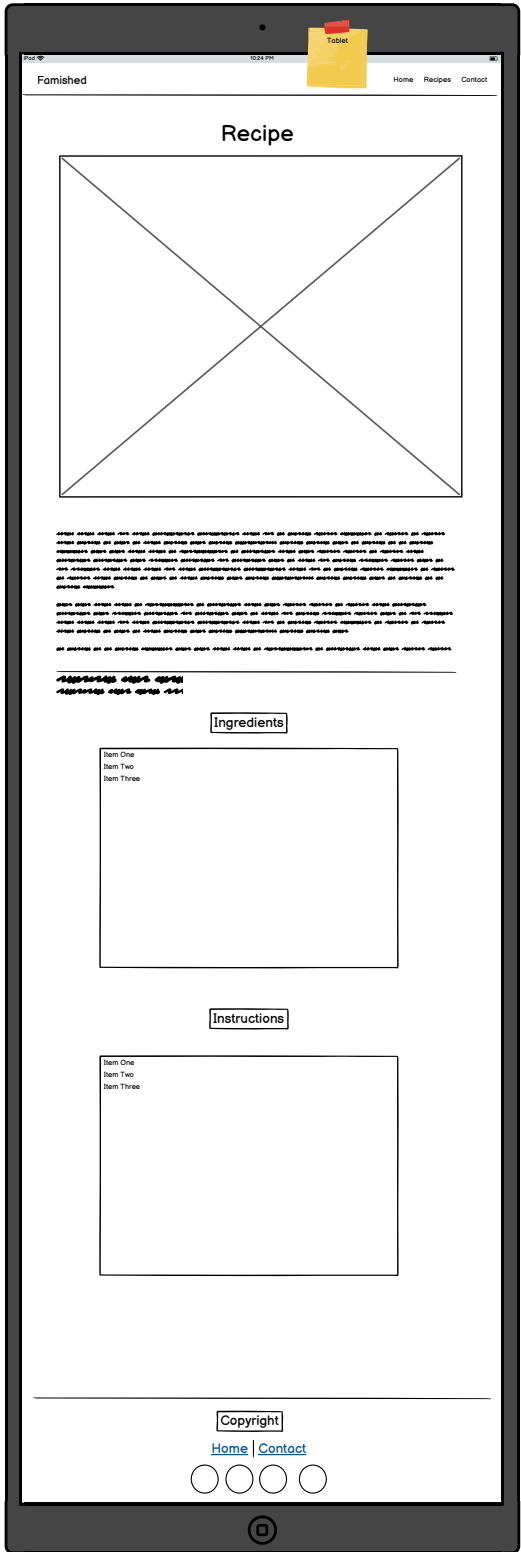 Tablet
iPad 10:24 PM
Famished Home Recipes Contact
Recipe
Ingredients
Item One
Item Two
Item Three
Instructions
Item One
Item Two
Item Three
Copyright
Home Contact